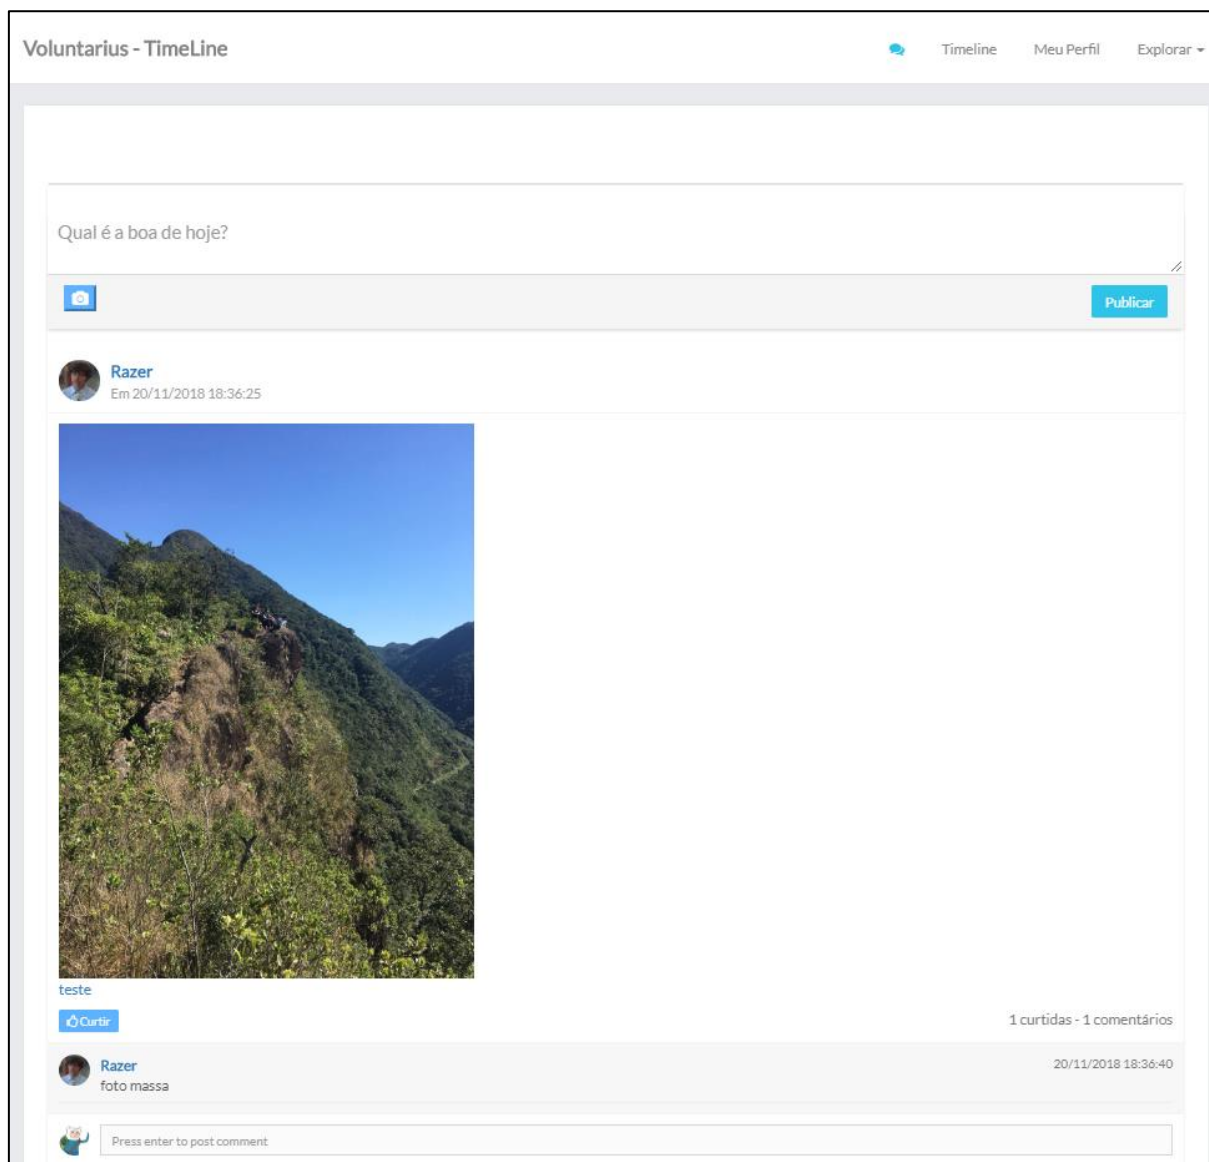 Voluntarius - TimeLine
Timeline Meu Perfil Explorar
Qual é a boa de hoje?
Publicar
Razer
Em 20/11/2018 18:36:25
teste
Curtir
1 curtidas - 1 comentários
Razer
20/11/2018 18:36:40
foto massa
Press enter to post comment